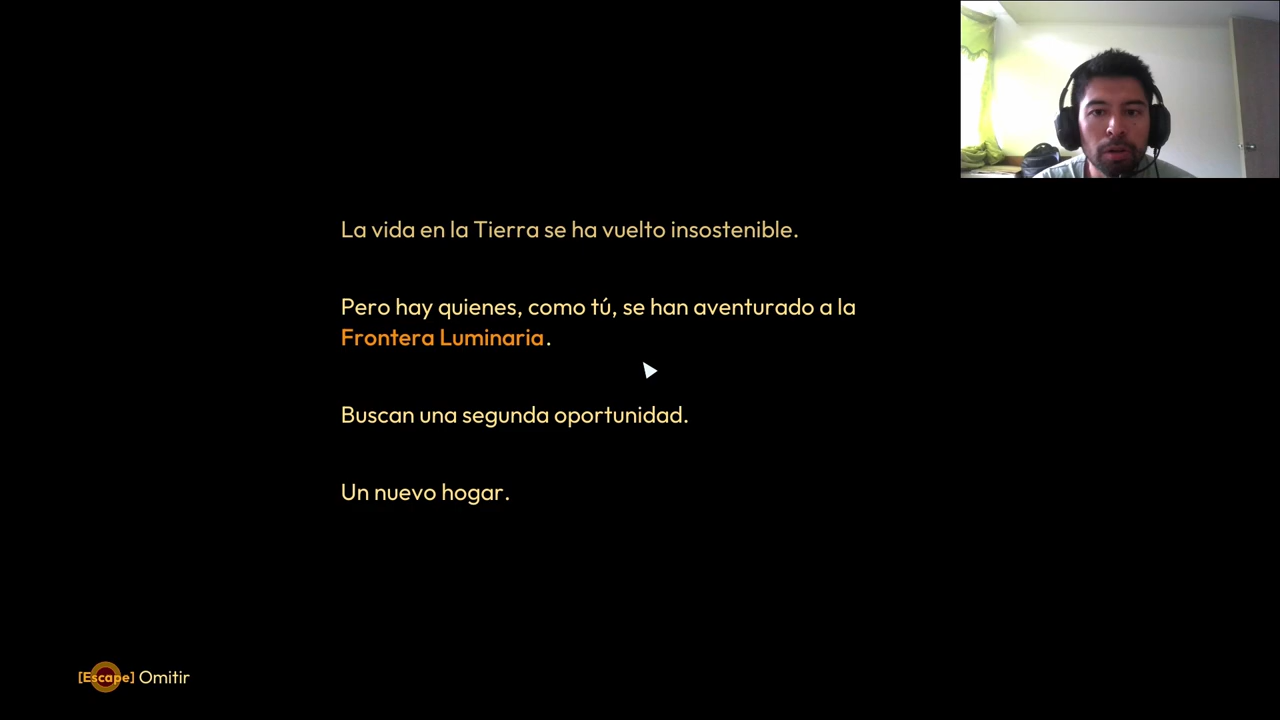 La vida en la Tierra se ha vuelto insostenible.
Pero hay quienes, como tú, se han aventurado a la
Frontera Luminaria.
Buscan una segunda oportunidad.
Un nuevo hogar.
[Escape] Omitir